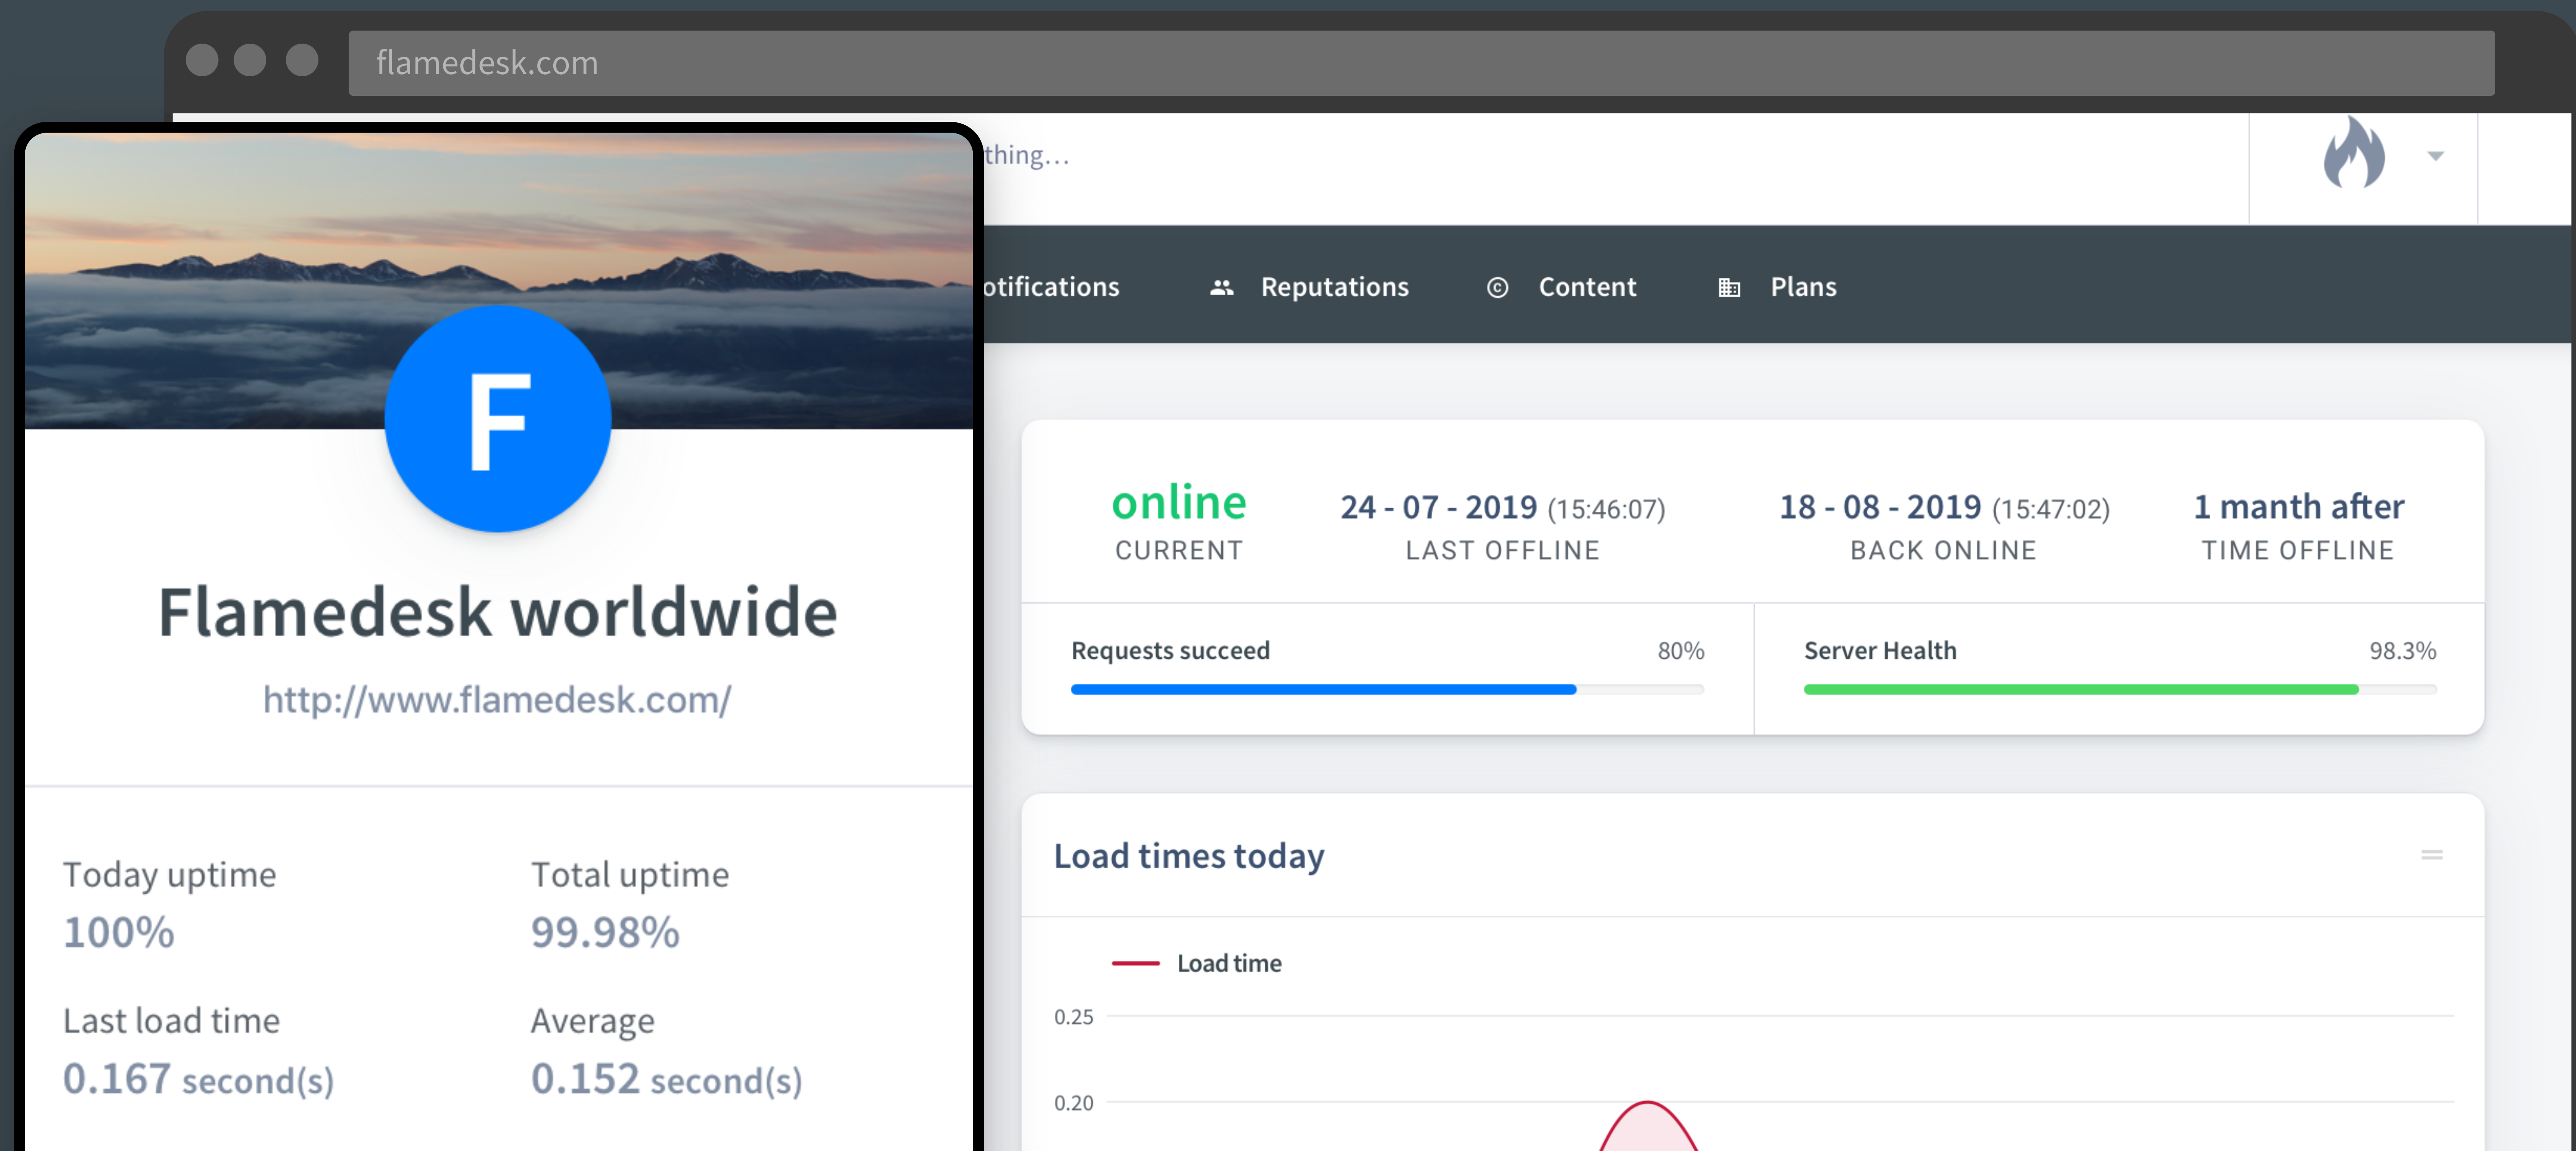 flamedesk.com
thing...
otifications Reputations Content Plans
F
Flamedesk worldwide
http://www.flamedesk.com/
Today uptime
100%
Total uptime
99.98%
Last load time
0.167 second(s)
Average
0.152 second(s)
online
CURRENT
24 - 07 - 2019 (15:46:07)
LAST OFFLINE
18 - 08 - 2019 (15:47:02)
BACK ONLINE
1 manth after
TIME OFFLINE
Requests succeed 80%
Server Health 98.3%
Load times today
Load time
0.25
0.20